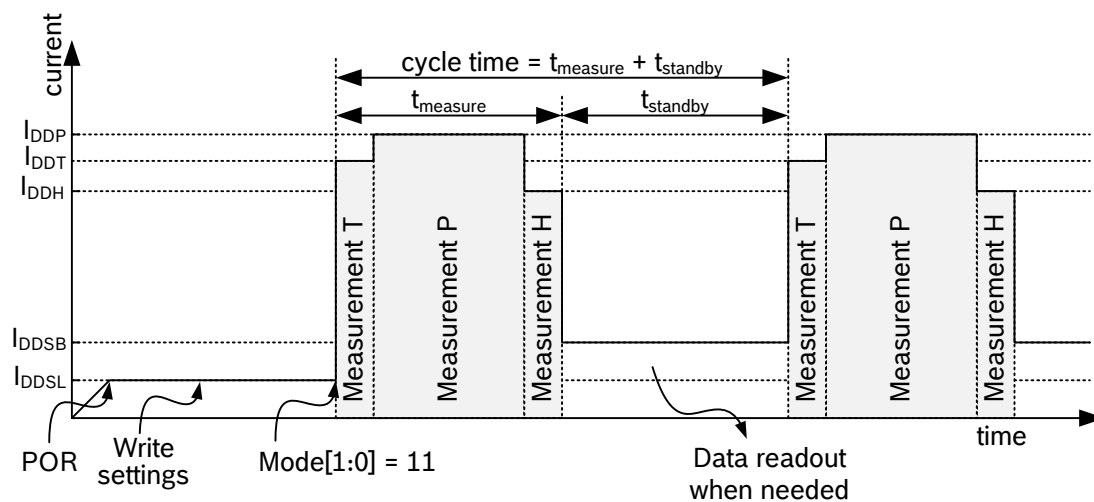 current
cycle time = tmeasure + tstandby
tmeasure
tstandby
IDDP
IDDT
IDDH
IDDSB
IDDSL
Measurement T
Measurement P
Measurement H
Measurement T
Measurement P
Measurement H
time
POR
Write
settings
Mode[1:0] = 11
Data readout
when needed